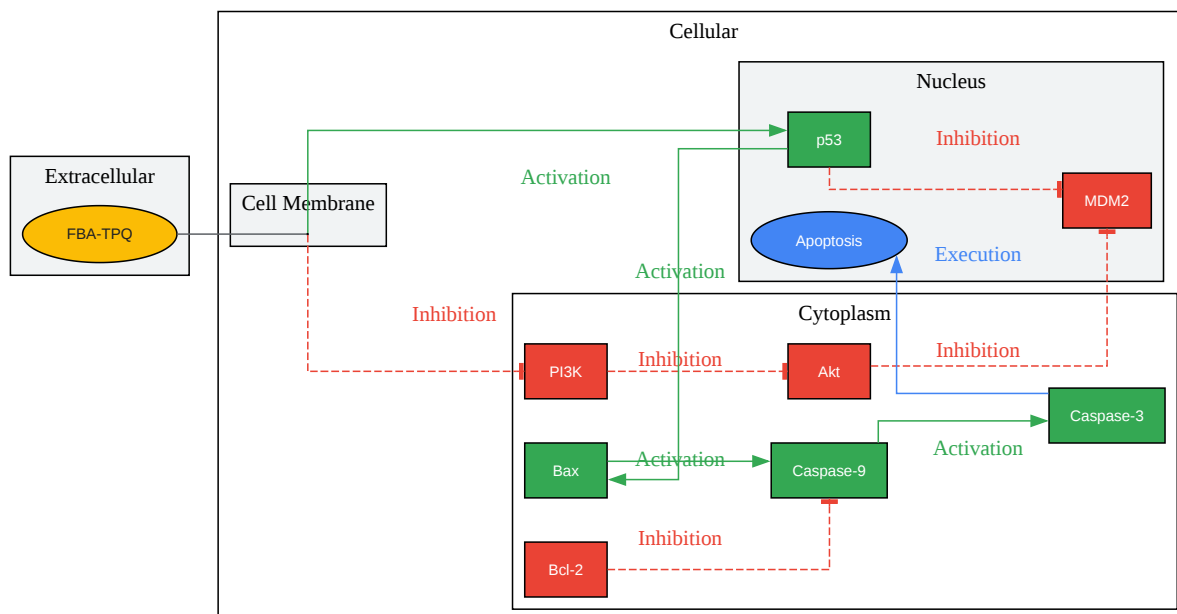 Cellular
Nucleus
p53
Inhibition
Extracellular
Activation
Cell Membrane
MDM2
FBA-TPQ
Apoptosis
Execution
Activation
Inhibition
Cytoplasm
PI3K
Inhibition
Akt
Inhibition
Caspase-3
Bax
Activation
Caspase-9
Activation
Bcl-2
Inhibition